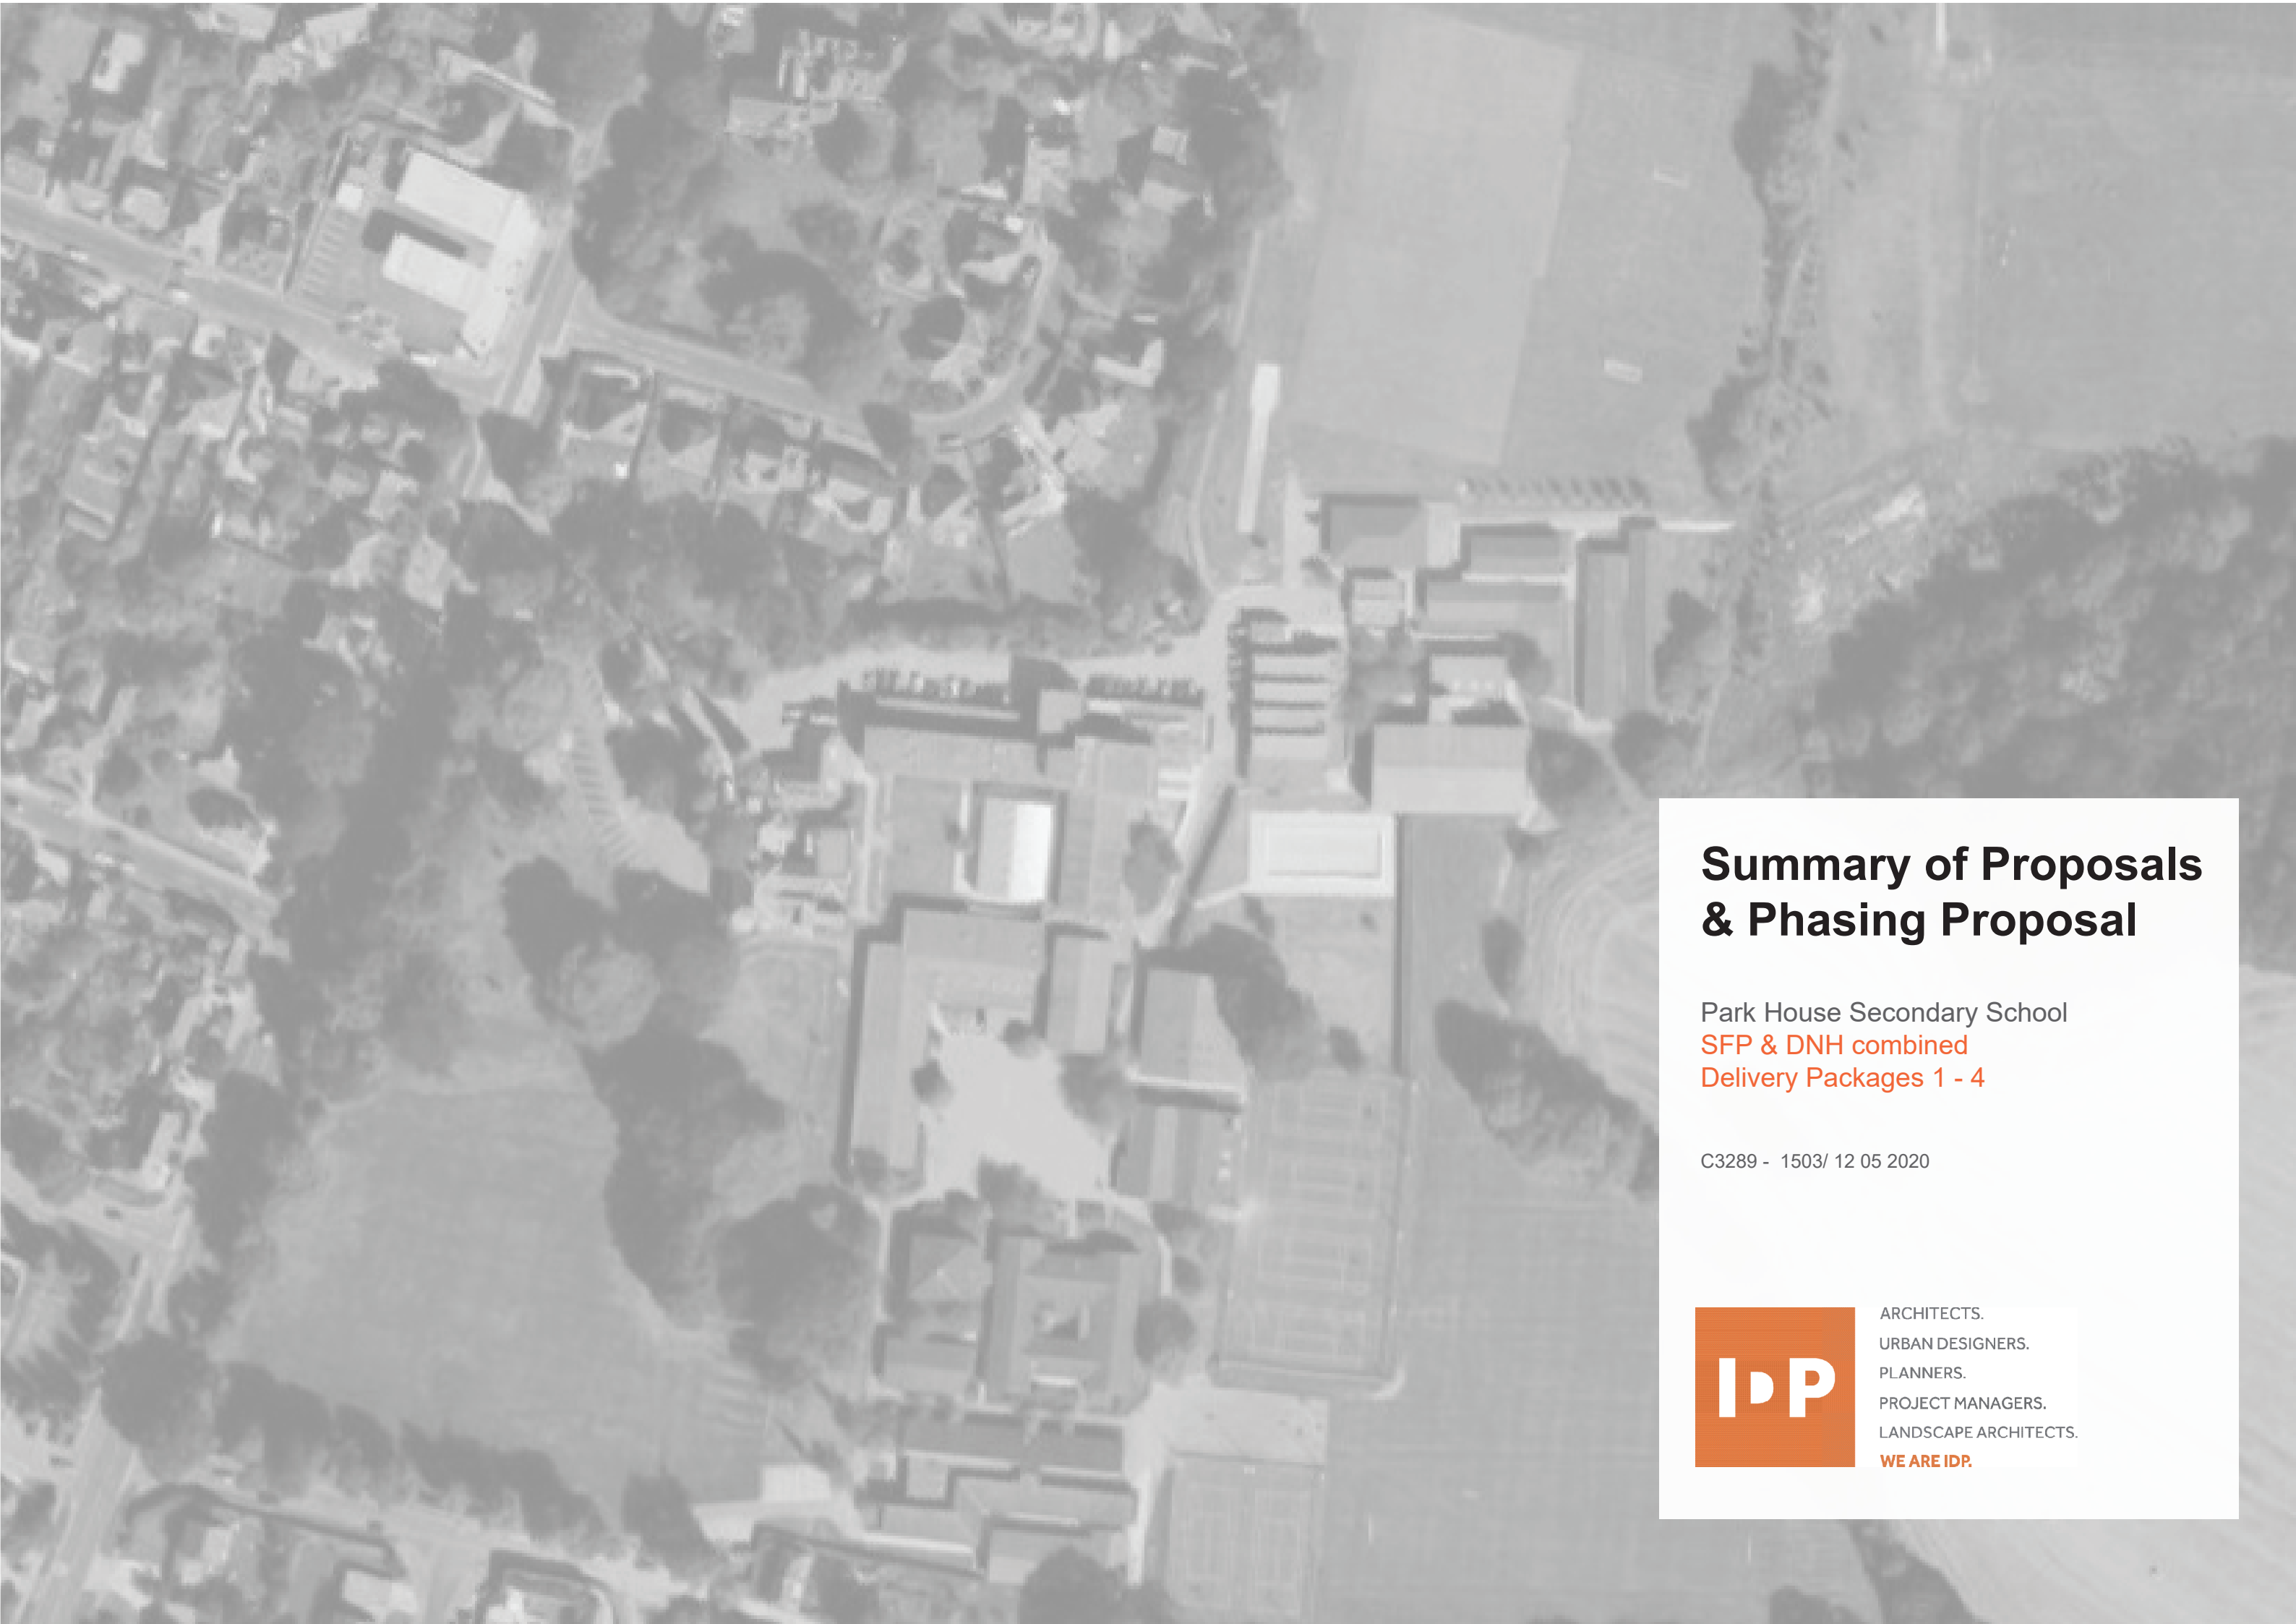 Summary of Proposals
& Phasing Proposal
Park House Secondary School
SFP & DNH combined
Delivery Packages 1 - 4
C3289 -  1503/ 12 05 2020
IDP
ARCHITECTS.
URBAN DESIGNERS.
PLANNERS.
PROJECT MANAGERS.
LANDSCAPE ARCHITECTS.
WE ARE IDP.